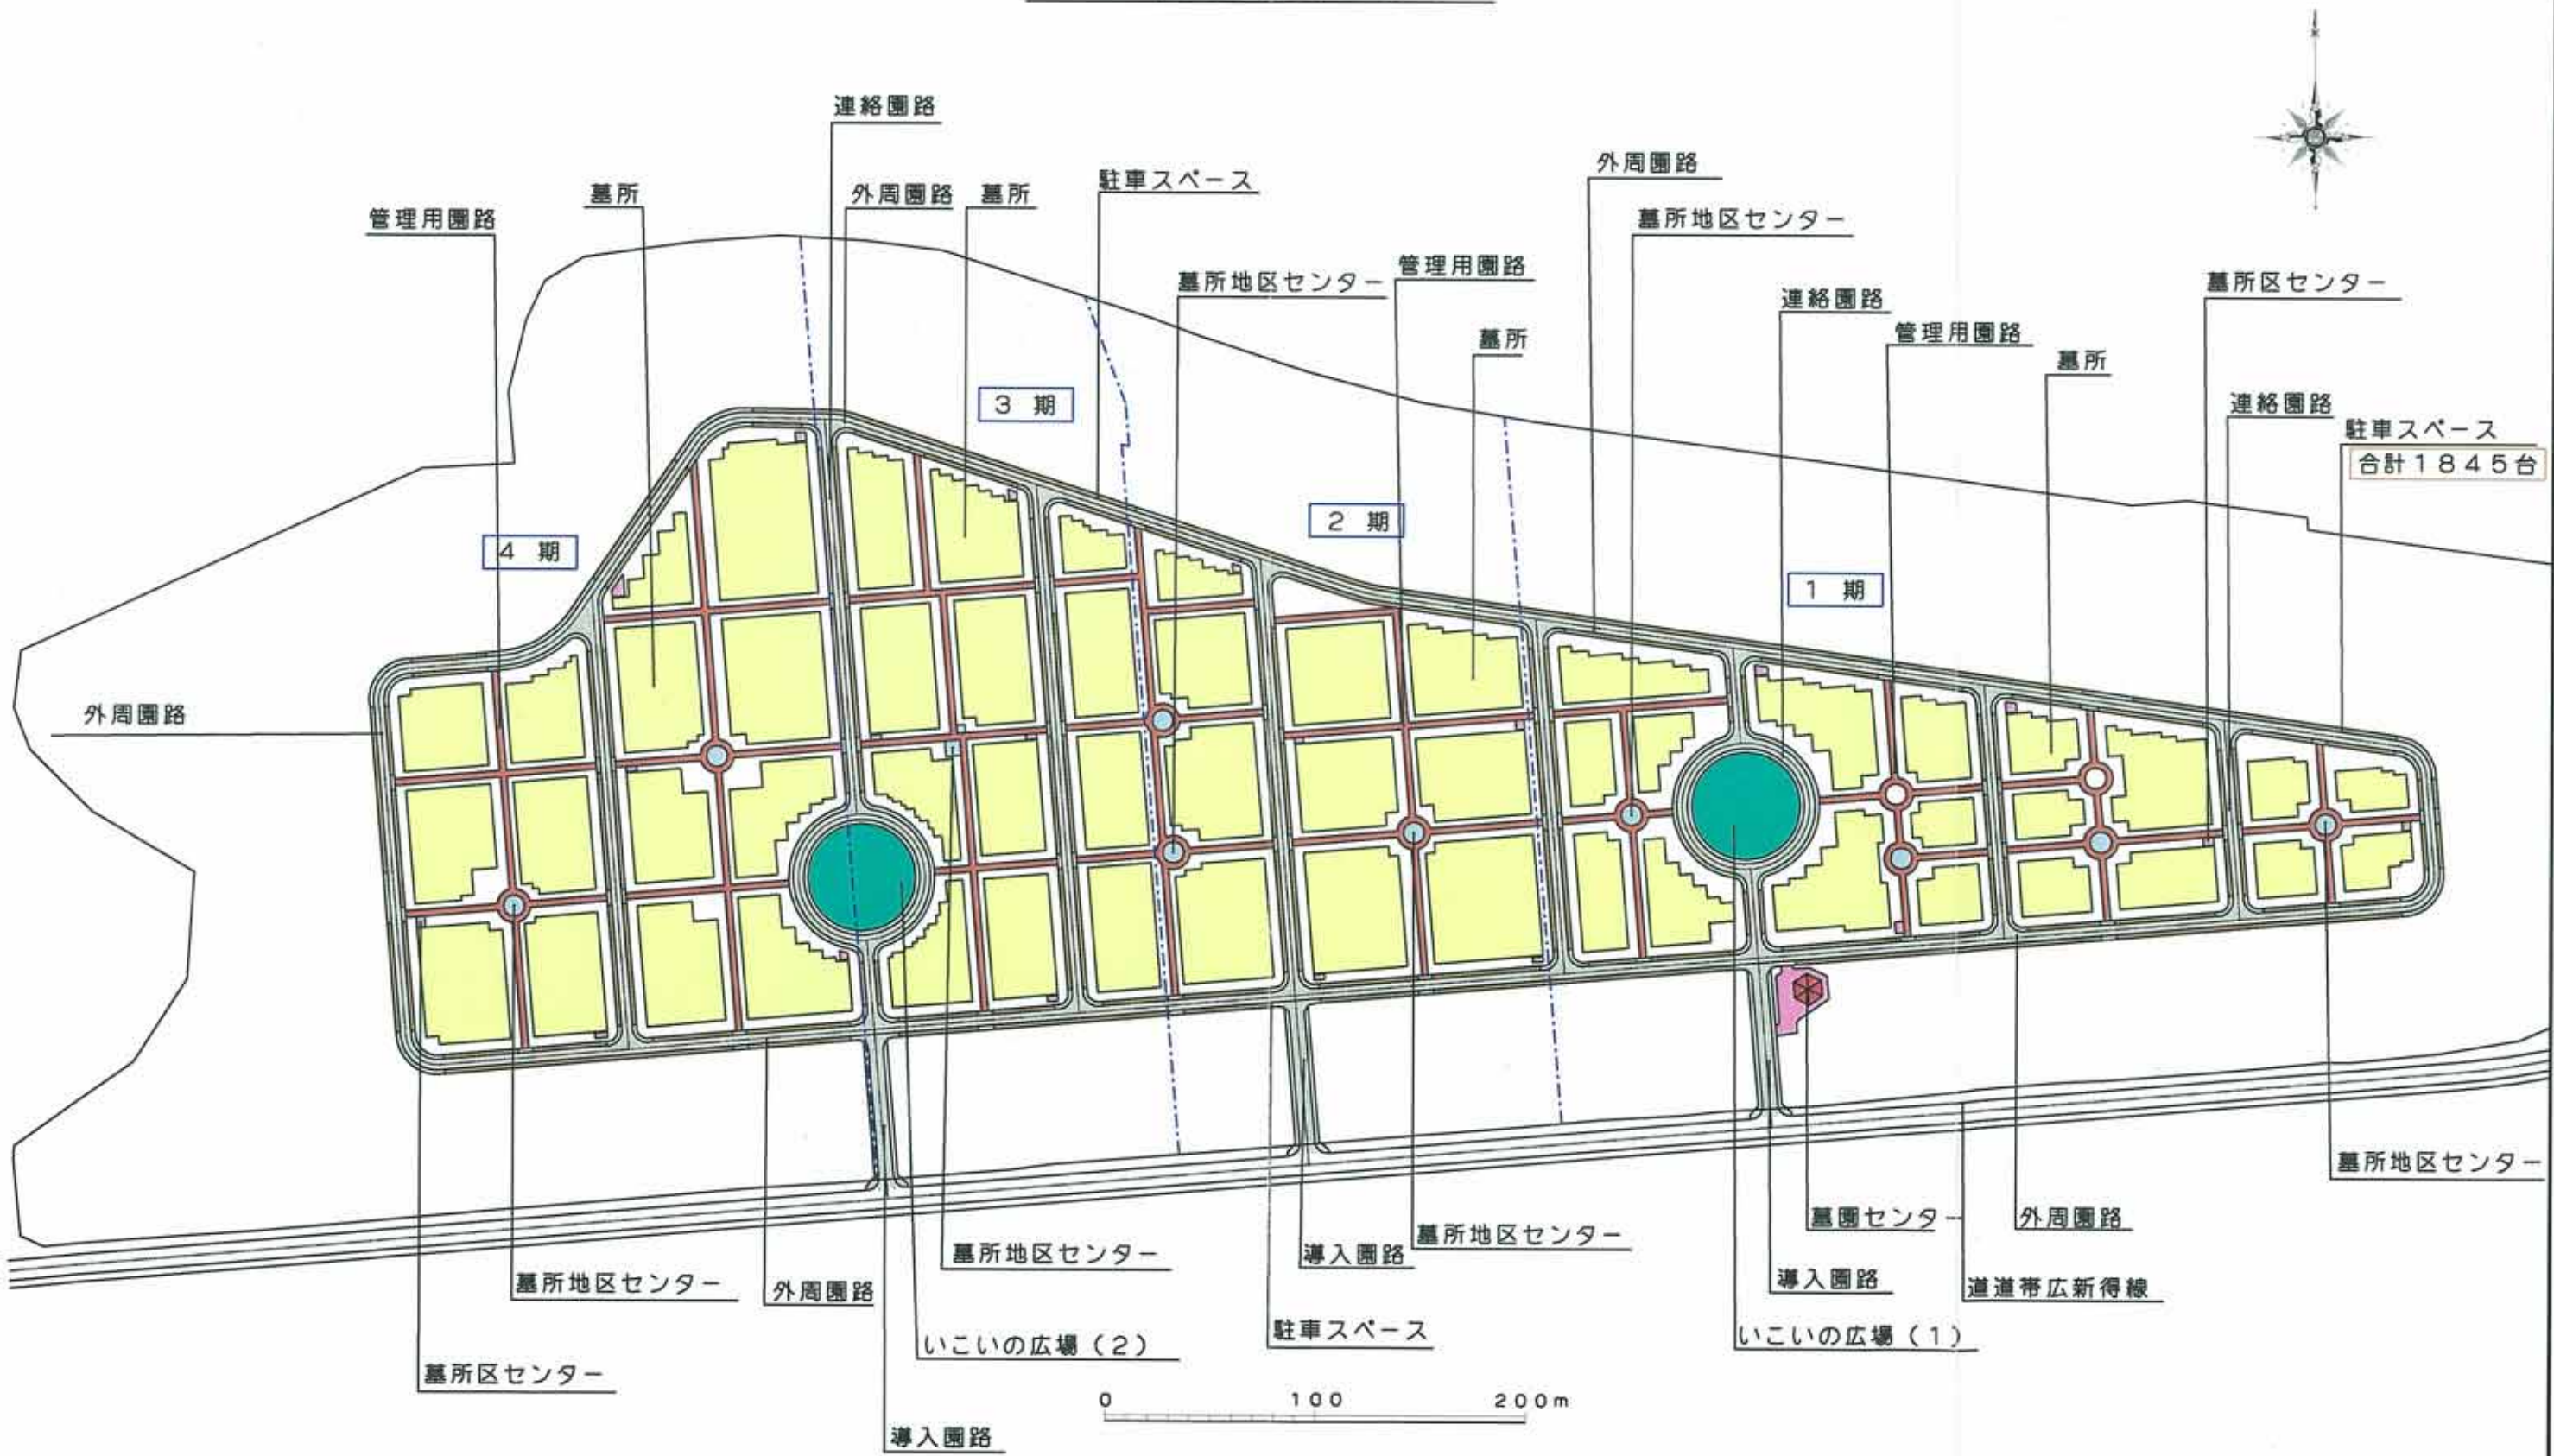 連絡園路
外周園路
駐車スペース
墓所
外周園路
墓所
管理用園路
墓所地区センター
管理用園路
墓所地区センター
墓所区センター
連絡園路
管理用園路
墓所
墓所
3 期
連絡園路
駐車スペース
合計1845台
2 期
4 期
1 期
外周園路
墓所地区センター
墓園センター
外周園路
墓所地区センター
墓所地区センター
導入園路
墓所地区センター
外周園路
導入園路
道道帯広新得線
いこいの広場(2)
駐車スペース
いこいの広場(1)
墓所区センター
0 100 200m
導入園路